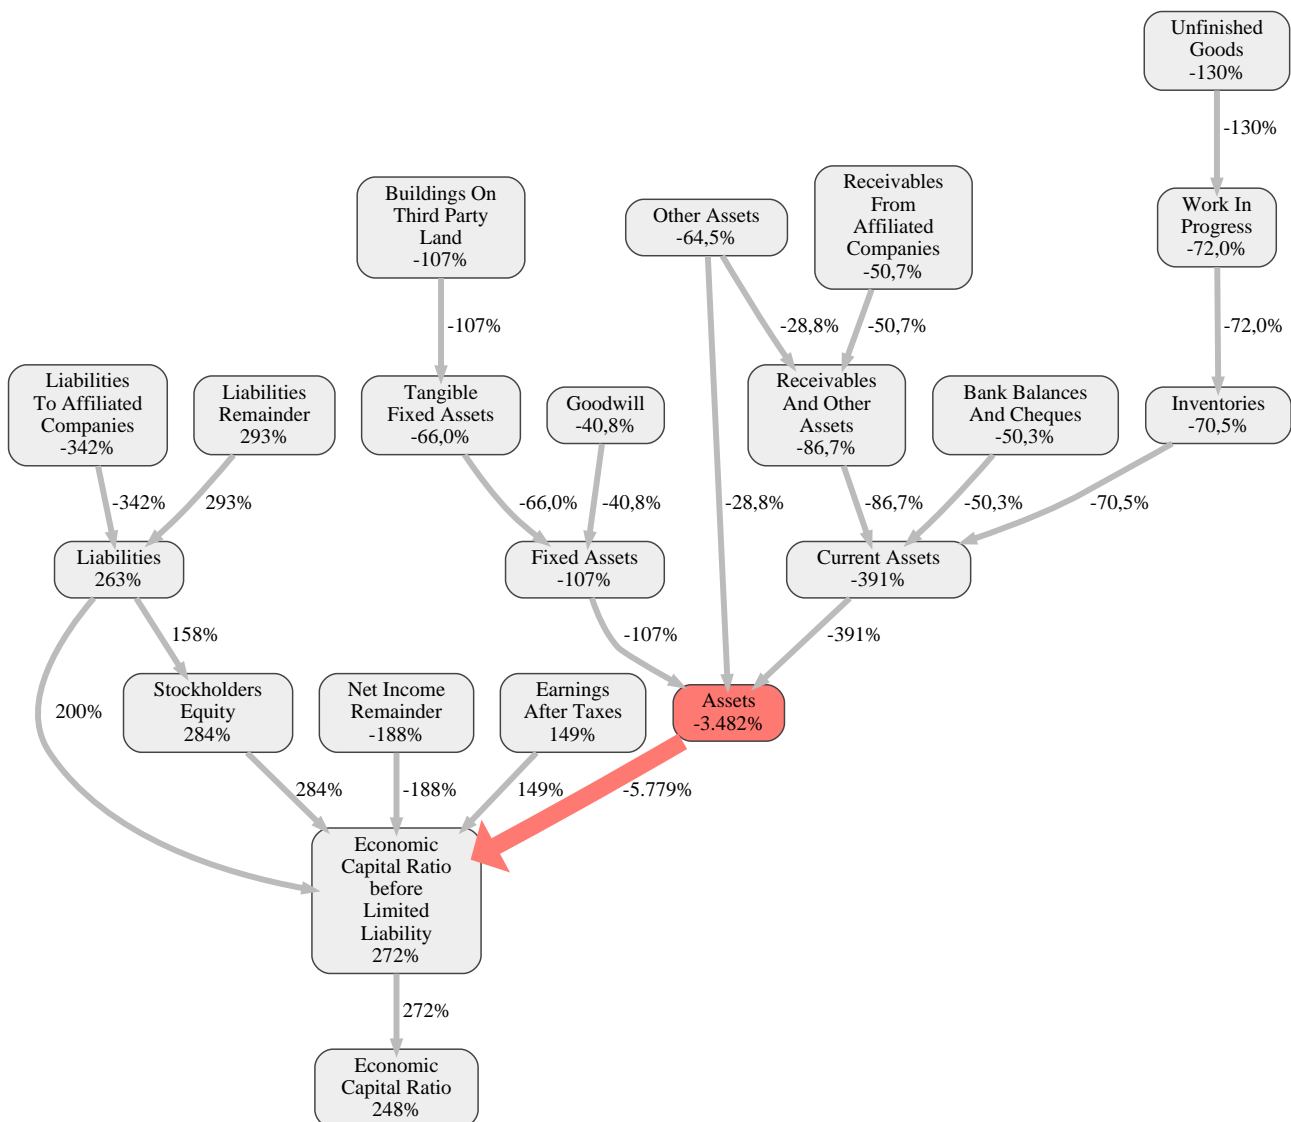 Unfinished
Goods
-130%
-130%
Buildings On
Third Party
Land
-107%
Other Assets
-64,5%
Receivables
From
Affiliated
Companies
-50,7%
Work In
Progress
-72,0%
-107%
-28,8%
-50,7%
-72,0%
Liabilities
To Affiliated
Companies
-342%
Liabilities
Remainder
293%
Tangible
Fixed Assets
-66,0%
Goodwill
-40,8%
Receivables
And Other
Assets
-86,7%
Bank Balances
And Cheques
-50,3%
Inventories
-70,5%
-342%
293%
-66,0%
-40,8%
-28,8%
-86,7%
-50,3%
-70,5%
Liabilities
263%
Fixed Assets
-107%
Current Assets
-391%
158%
-107%
-391%
200%
Stockholders
Equity
284%
Net Income
Remainder
-188%
Earnings
After Taxes
149%
Assets
-3.482%
284%
-188%
149%
-5.779%
Economic
Capital Ratio
before
Limited
Liability
272%
272%
Economic
Capital Ratio
248%